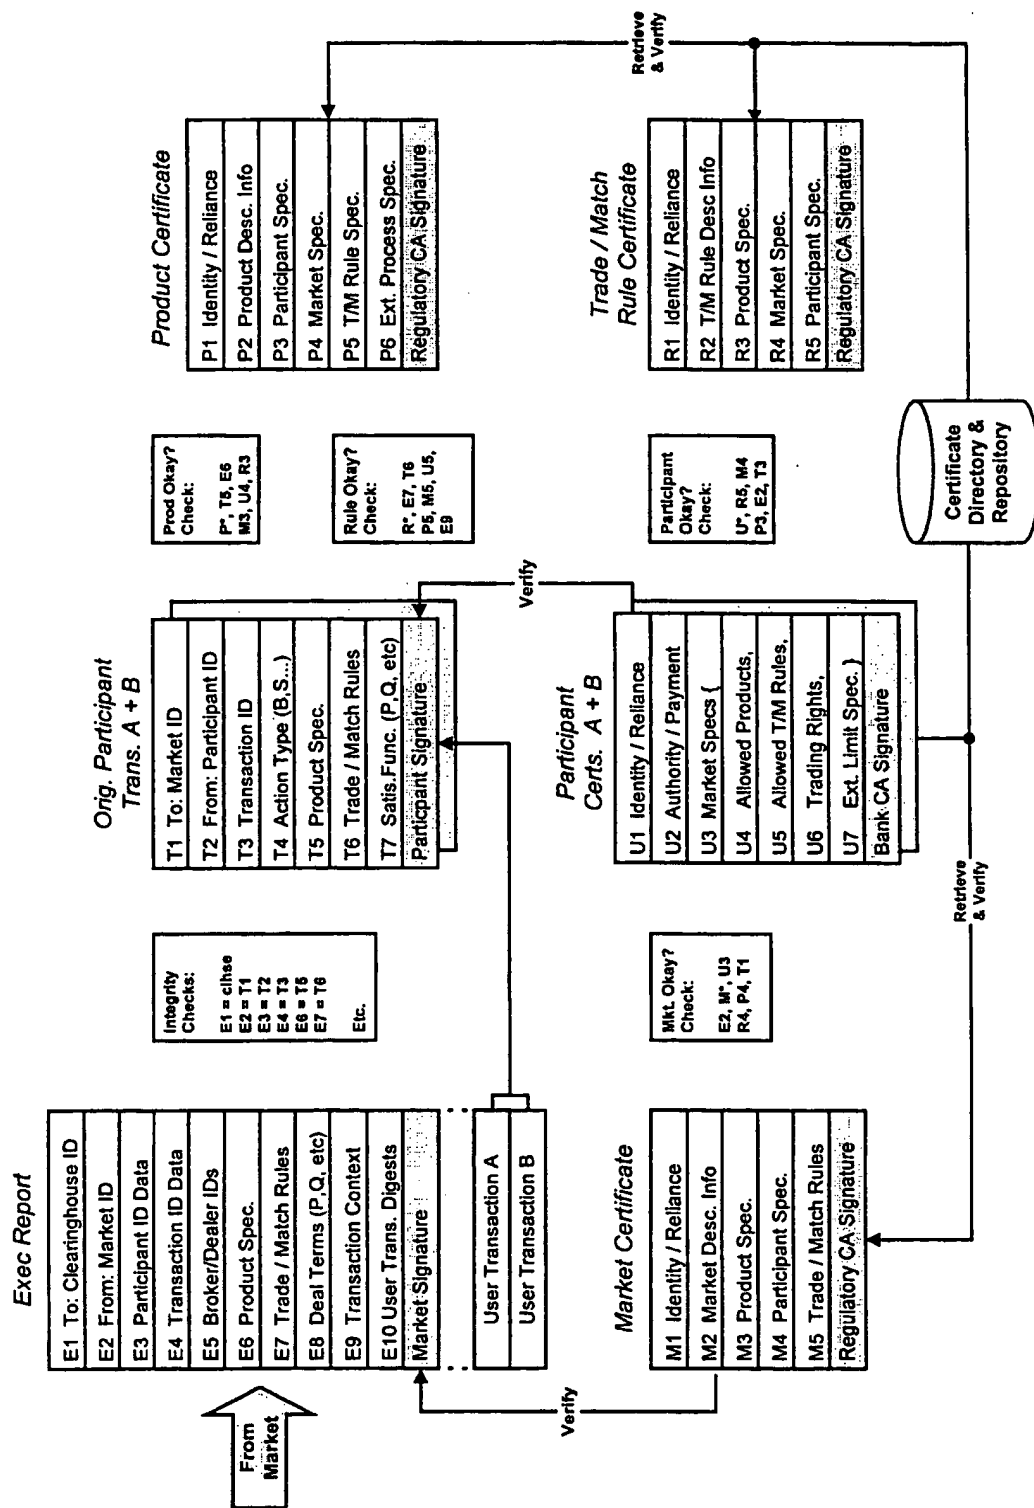 Exec Report
From
Market
E1 To: Clearinghouse ID
E2 From: Market ID
E3 Participant ID Data
E4 Transaction ID Data
E5 Broker/Dealer IDs
E6 Product Spec.
E7 Trade / Match Rules
E8 Deal Terms (P,Q, etc)
E9 Transaction Context
E10 User Trans. Digests
Market Signature
User Transaction A
User Transaction B
Verify
Market Certificate
M1 Identity / Reliance
M2 Market Desc. Info
M3 Product Spec.
M4 Participant Spec.
M5 Trade / Match Rules
Regulatory CA Signature
Integrity
Checks:
E1 = clhse
E2 = T1
E3 = T2
E4 = T3
E6 = T5
E7 = T6
Etc.
Mkt. Okay?
Check:
E2, M*, U3
R4, P4, T1
Orig. Participant
Trans. A + B
T1 To: Market ID
T2 From: Participant ID
T3 Transaction ID
T4 Action Type (B,S...)
T5 Product Spec.
T6 Trade / Match Rules
T7 Satis.Func. (P,Q, etc)
Particpant Signature
Verify
Participant
Certs. A + B
U1 Identity / Reliance
U2 Authority / Payment
U3 Market Specs {
U4 Allowed Products,
U5 Allowed T/M Rules,
U6 Trading Rights,
U7 Ext. Limit Spec. }
Bank CA Signature
Retrieve
& Verify
Prod Okay?
Check:
P*, T5, E6
M3, U4, R3
Rule Okay?
Check:
R*, E7, T6
P5, M5, U5,
E9
Participant
Okay?
Check:
U*, R5, M4
P3, E2, T3
Certificate
Directory &
Repository
Product Certificate
P1 Identity / Reliance
P2 Product Desc. Info
P3 Participant Spec.
P4 Market Spec.
P5 T/M Rule Spec.
P6 Ext. Process Spec.
Regulatory CA Signature
Trade / Match
Rule Certificate
R1 Identity / Reliance
R2 T/M Rule Desc Info
R3 Product Spec.
R4 Market Spec.
R5 Participant Spec.
Regulatory CA Signature
Retrieve
& Verify